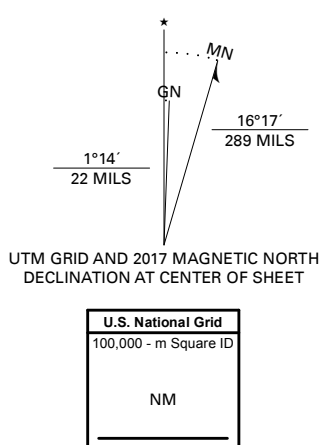 ★
MN
GN
1°14´
22 MILS
16°17´
289 MILS
UTM GRID AND 2017 MAGNETIC NORTH
DECLINATION AT CENTER OF SHEET
U.S. National Grid
100,000 - m Square ID
NM